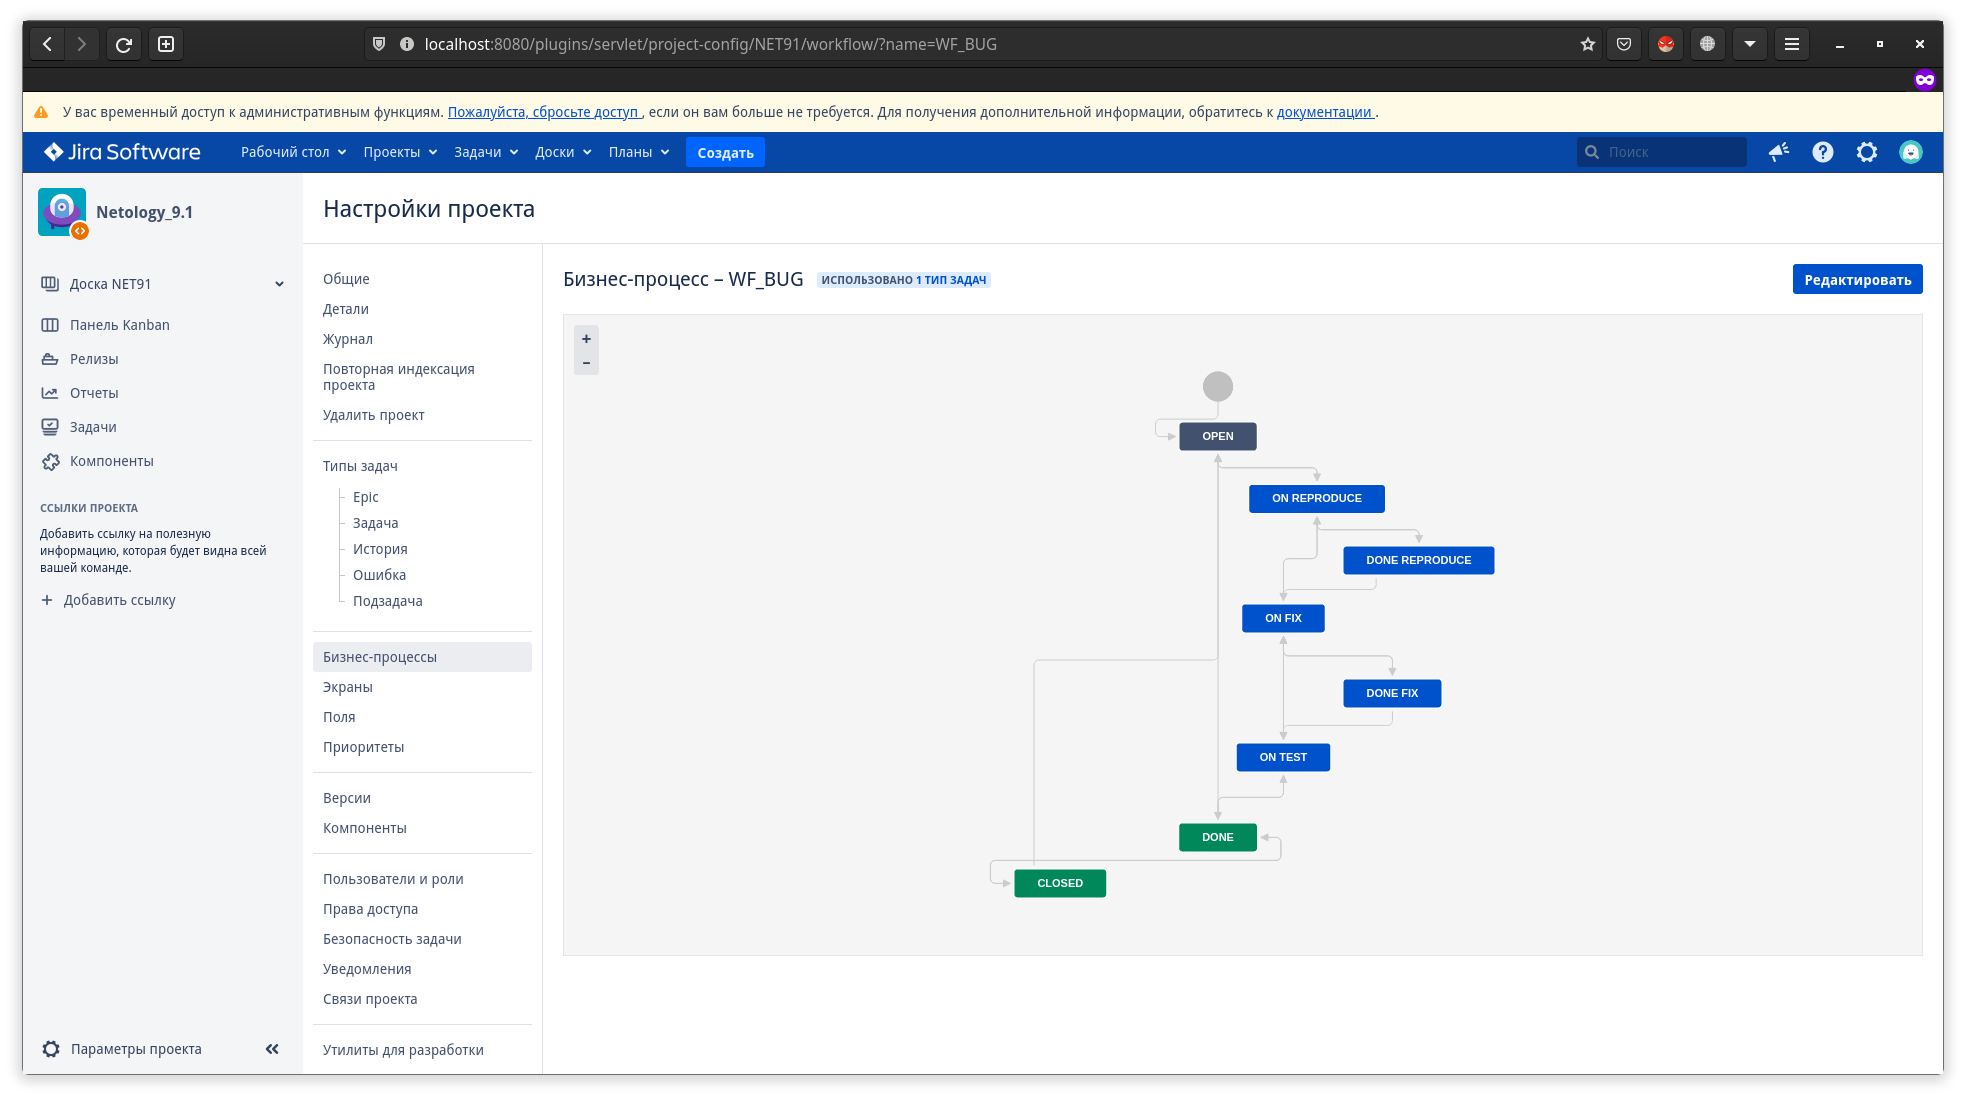 localhost:8080/plugins/servlet/project-config/NET91/workflow/?name=WF_BUG
У вас временный доступ к административным функциям. Пожалуйста, сбросьте доступ , если он вам больше не требуется. Для получения дополнительной информации, обратитесь к документации .
Jira Software
Рабочий стол
Проекты
Задачи
Доски
Планы
Создать
Поиск
Netology_9.1
Доска NET91
Панель Kanban
Релизы
Отчеты
Задачи
Компоненты
ССЫЛКИ ПРОЕКТА
Добавить ссылку на полезную
информацию, которая будет видна всей
вашей команде.
+ Добавить ссылку
Параметры проекта
Настройки проекта
Общие
Детали
Журнал
Повторная индексация
проекта
Удалить проект
Типы задач
Epic
Задача
История
Ошибка
Подзадача
Бизнес-процессы
Экраны
Поля
Приоритеты
Версии
Компоненты
Пользователи и роли
Права доступа
Безопасность задачи
Уведомления
Связи проекта
Утилиты для разработки
Бизнес-процесс – WF_BUG
ИСПОЛЬЗОВАНО 1 ТИП ЗАДАЧ
Редактировать
+
–
OPEN
ON REPRODUCE
DONE REPRODUCE
ON FIX
DONE FIX
ON TEST
DONE
CLOSED